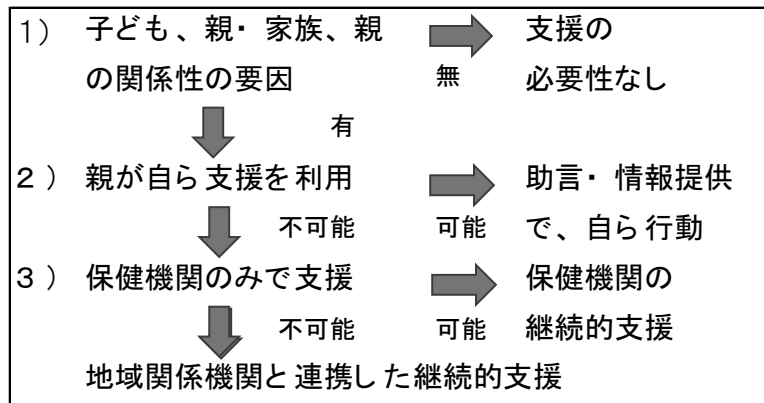 1） 子ども、親・家族、親 支援の
の関係性の要因 無 必要性なし
有
２） 親が自ら支援を利用 助言・情報提供
不可能 可能 で、自ら行動
３） 保健機関のみで支援 保健機関の
不可能 可能 継続的支援
地域関係機関と連携した継続的支援